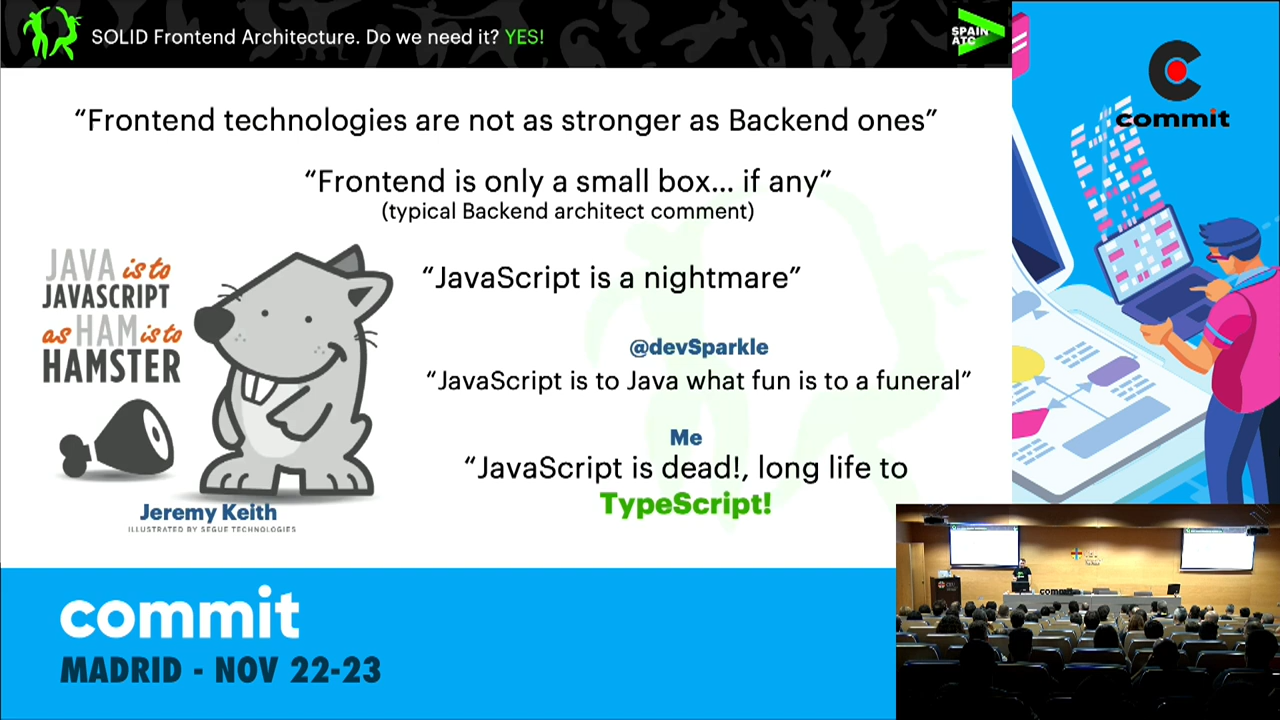 SOLID Frontend Architecture. Do we need it? YES!
SPAIN
ATC
commit
“Frontend technologies are not as stronger as Backend ones”
“Frontend is only a small box... if any”
(typical Backend architect comment)
JAVA is to
JAVASCRIPT
as HAM is to
HAMSTER
“JavaScript is a nightmare”
@devSparkle
“JavaScript is to Java what fun is to a funeral”
Me
“JavaScript is dead!, long life to
TypeScript!
Jeremy Keith
ILLUSTRATED BY SEGUE TECHNOLOGIES
commit
MADRID - NOV 22-23
commit